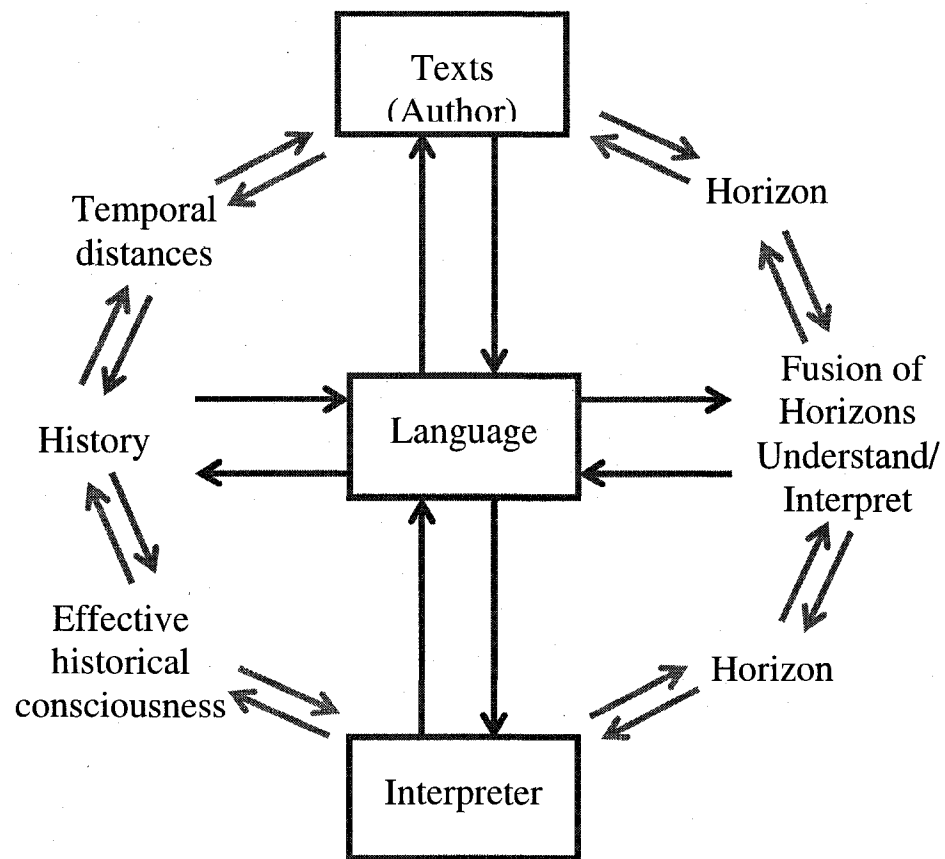 Texts
(Author)
Horizon
Temporal
distances
Fusion of
Horizons
Understand/
Interpret
Language
History
Effective
historical
consciousness
Horizon
Interpreter